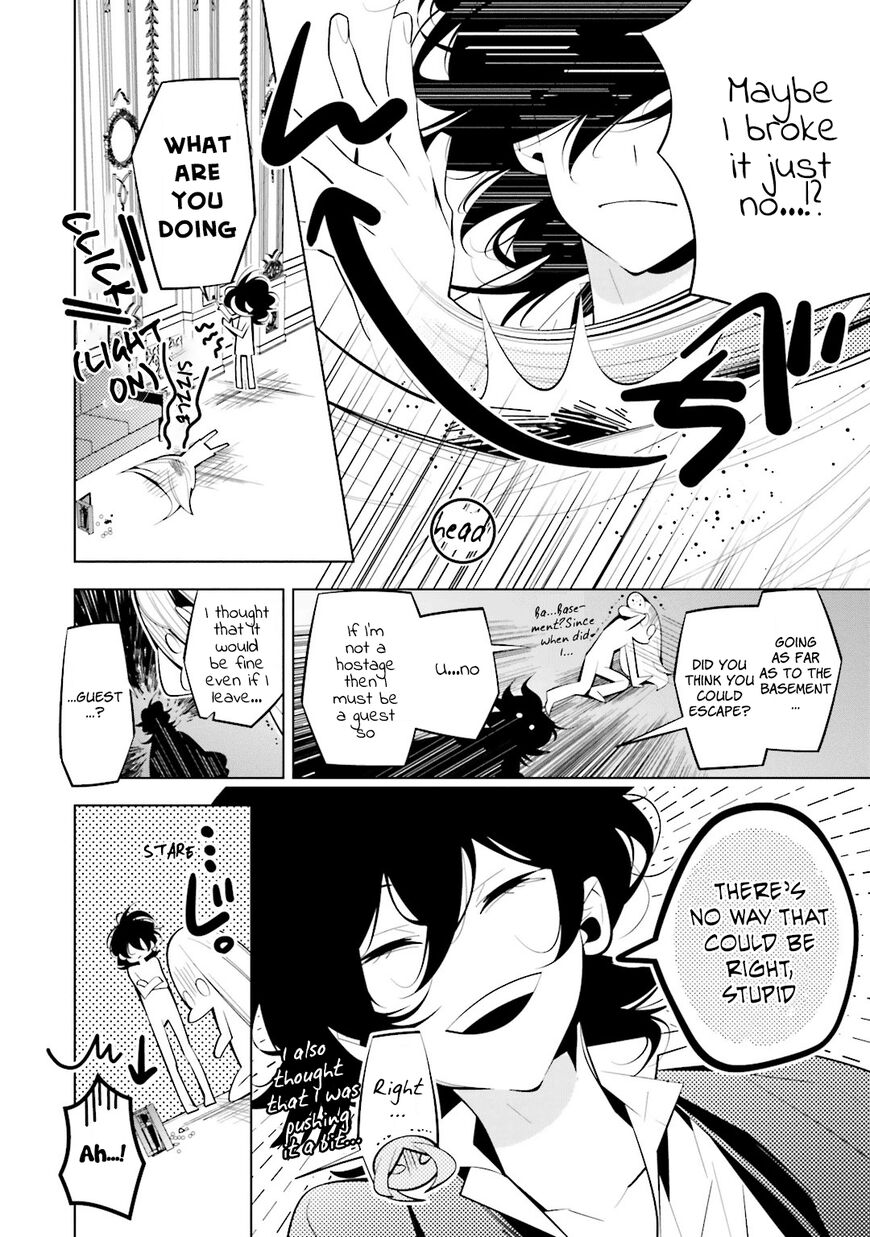 Maybe
I broke
it just
no....!?
WHAT
ARE
YOU
DOING
CLICK
(LIGHT
ON)
SIZZLE
head
GOING
AS FAR
AS TO THE
BASEMENT
...
DID YOU
THINK YOU
COULD
ESCAPE?
Ba...base-
ment? Since
when did
I...
U...no
If I'm
not a
hostage
then I
must be
a guest
so
I thought
that it
would
be fine
even if I
leave...
...GUEST
...?
THERE'S
NO WAY THAT
COULD BE
RIGHT,
STUPID
Right
...
I also
thought
that I was
pushing
it a bit...
STARE
じ。
Ah...!